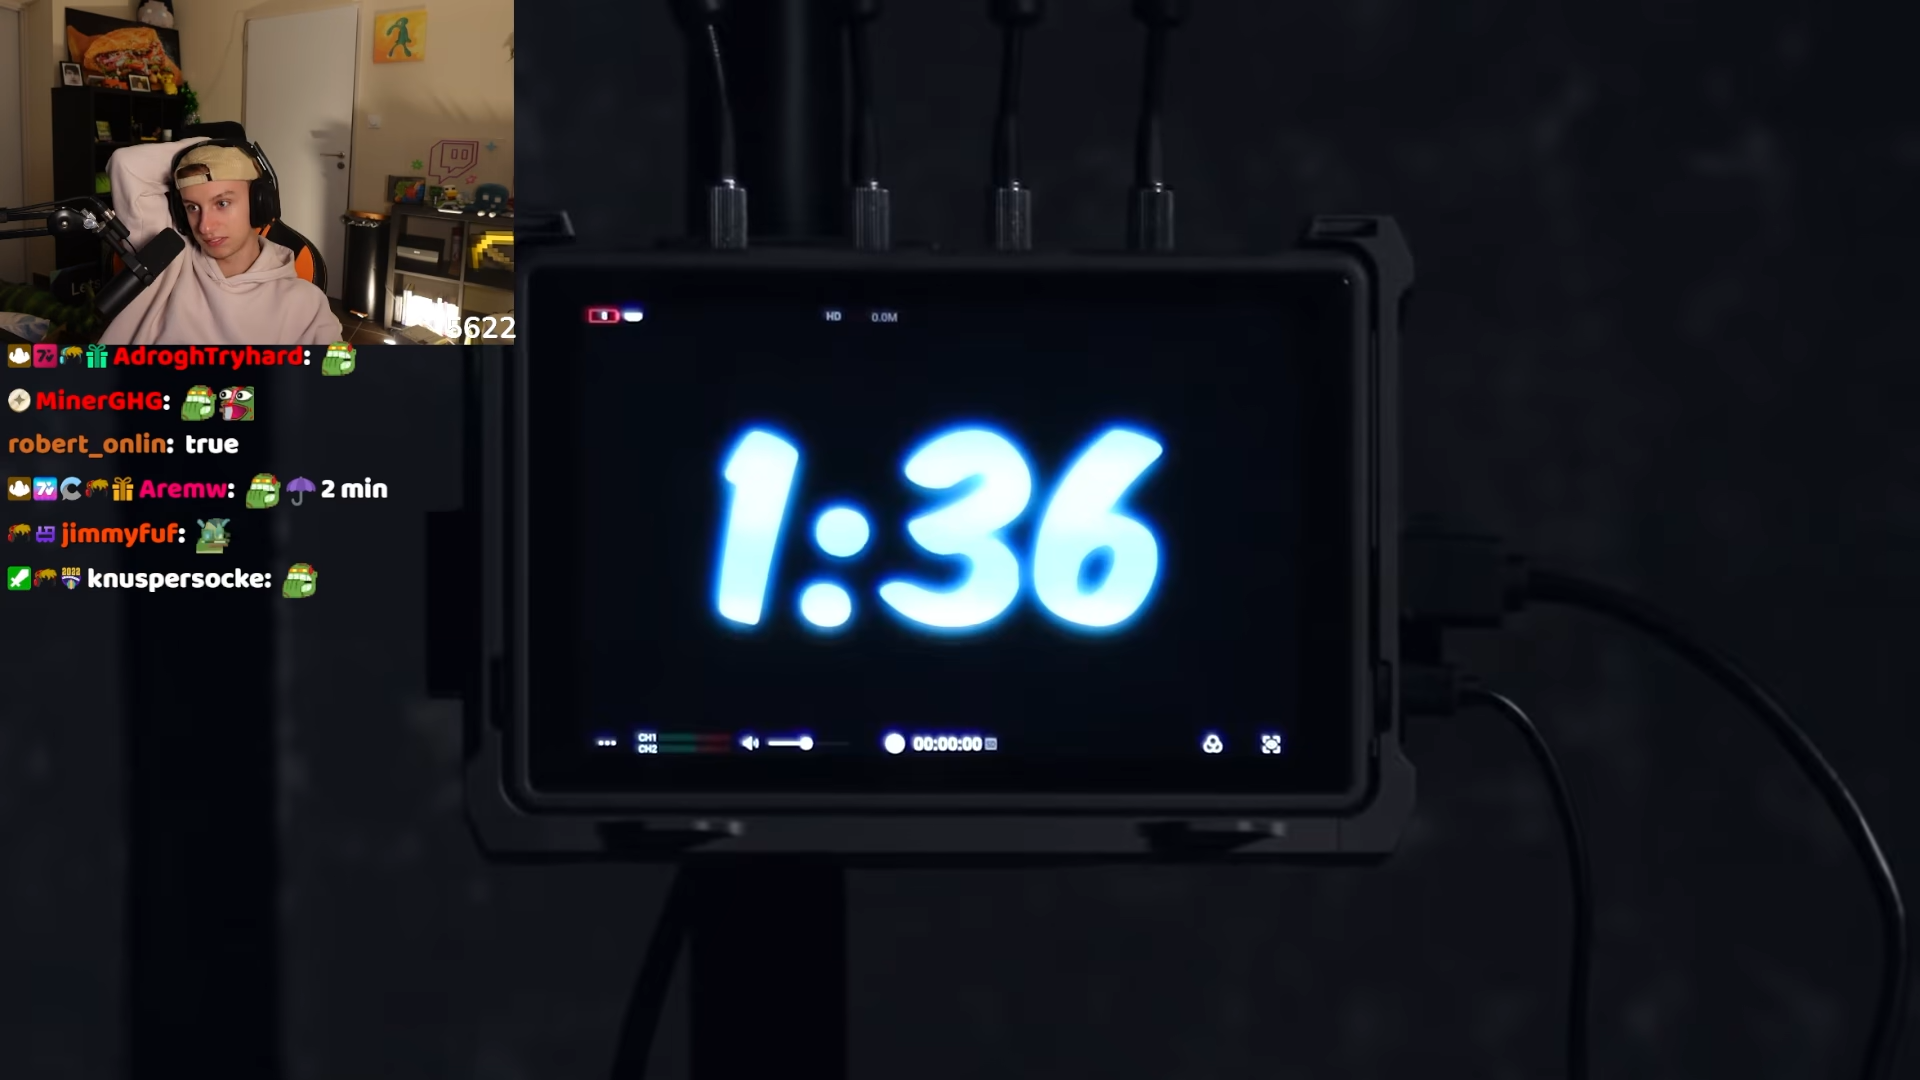 5622
AdroghTryhard:
MinerGHG:
robert_onlin: true
Aremw: 2 min
jimmyfuf:
knuspersocke:
HD 0.0M
1:36
CH1
CH2
00:00:00